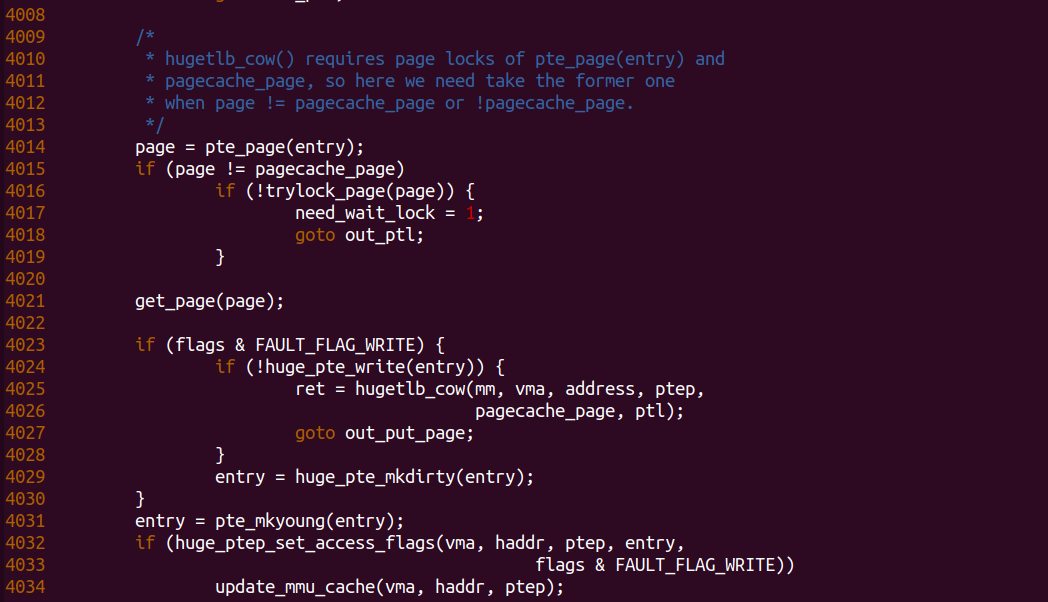 4008
4009 /*
4010  * hugetlb_cow() requires page locks of pte_page(entry) and
4011  * pagecache_page, so here we need take the former one
4012  * when page != pagecache_page or !pagecache_page.
4013  */
4014 page = pte_page(entry);
4015 if (page != pagecache_page)
4016         if (!trylock_page(page)) {
4017                 need_wait_lock = 1;
4018                 goto out_ptl;
4019         }
4020
4021 get_page(page);
4022
4023 if (flags & FAULT_FLAG_WRITE) {
4024         if (!huge_pte_write(entry)) {
4025                 ret = hugetlb_cow(mm, vma, address, ptep,
4026                                   pagecache_page, ptl);
4027                 goto out_put_page;
4028         }
4029         entry = huge_pte_mkdirty(entry);
4030 }
4031 entry = pte_mkyoung(entry);
4032 if (huge_ptep_set_access_flags(vma, haddr, ptep, entry,
4033                                         flags & FAULT_FLAG_WRITE))
4034         update_mmu_cache(vma, haddr, ptep);